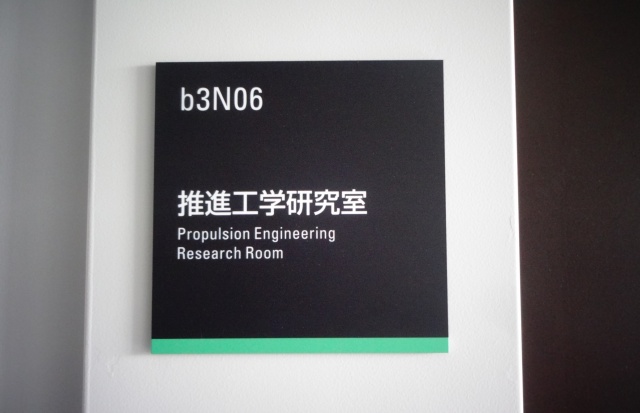 b3N06
推進工学研究室
Propulsion Engineering
Research Room